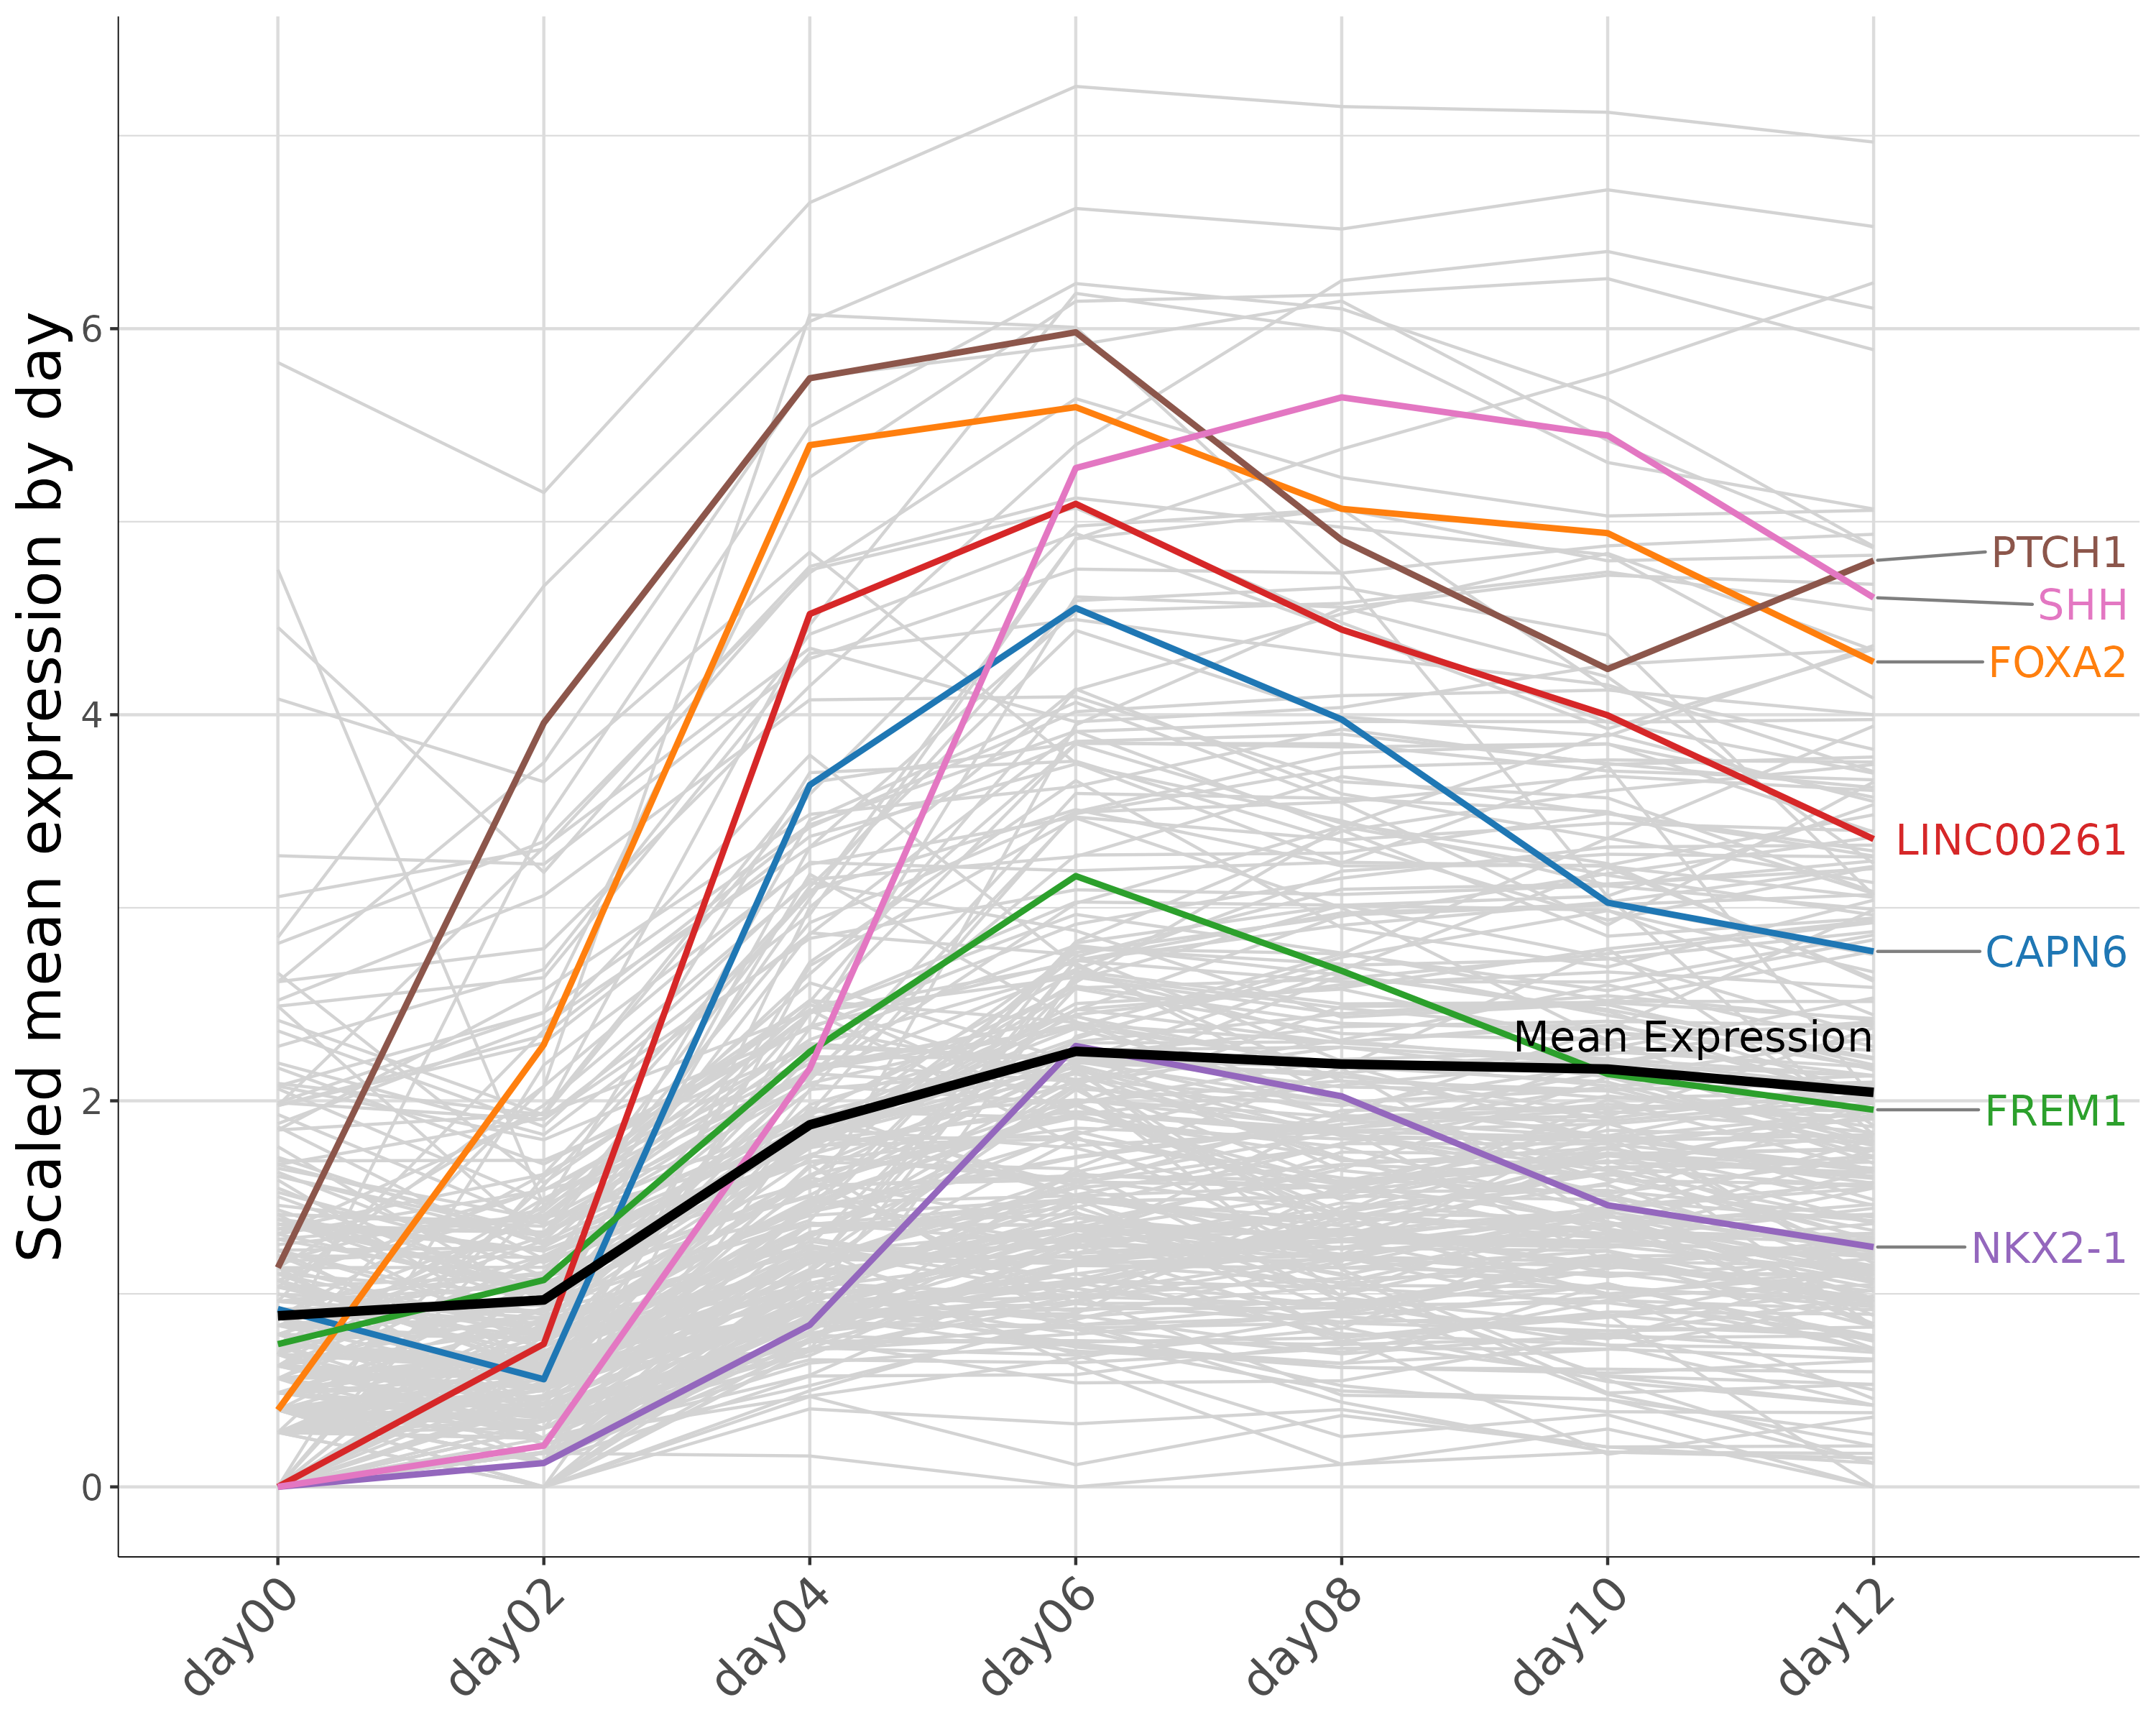 Scaled mean expression by day
6
4
2
0
PTCH1
SHH
FOXA2
LINC00261
CAPN6
Mean Expression
FREM1
NKX2-1
day00
day02
day04
day06
day08
day10
day12